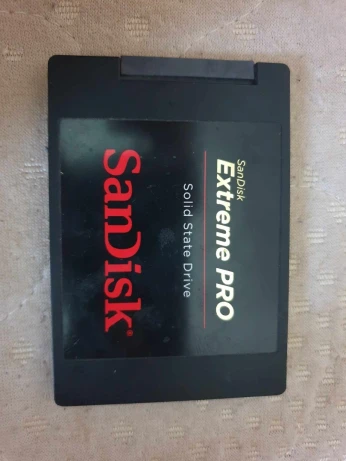 SanDisk
Extreme PRO
Solid State Drive
SanDisk®